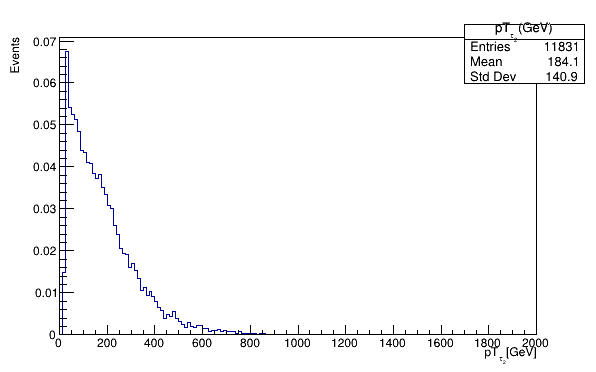 pT_τ₂(GeV)
Entries 11831
Mean 184.1
Std Dev 140.9
Events
0.07
0.06
0.05
0.04
0.03
0.02
0.01
0
0 200 400 600 800 1000 1200 1400 1600 1800 2000
pT_τ₂[GeV]